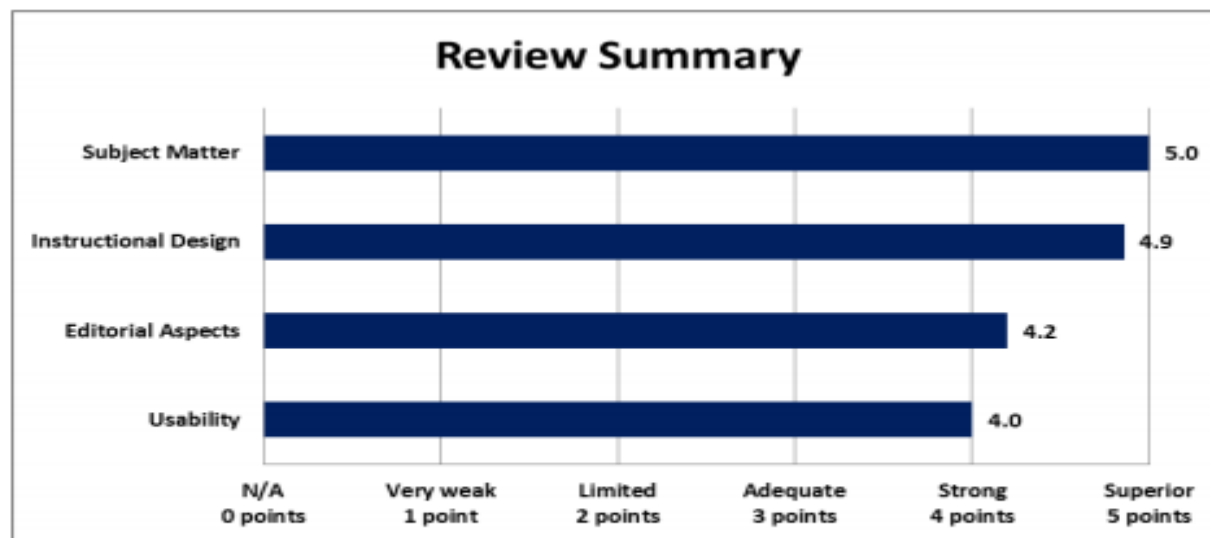 Review Summary
Subject Matter
5.0
Instructional Design
4.9
Editorial Aspects
4.2
Usability
4.0
N/A Very weak Limited Adequate Strong Superior
0 points 1 point 2 points 3 points 4 points 5 points